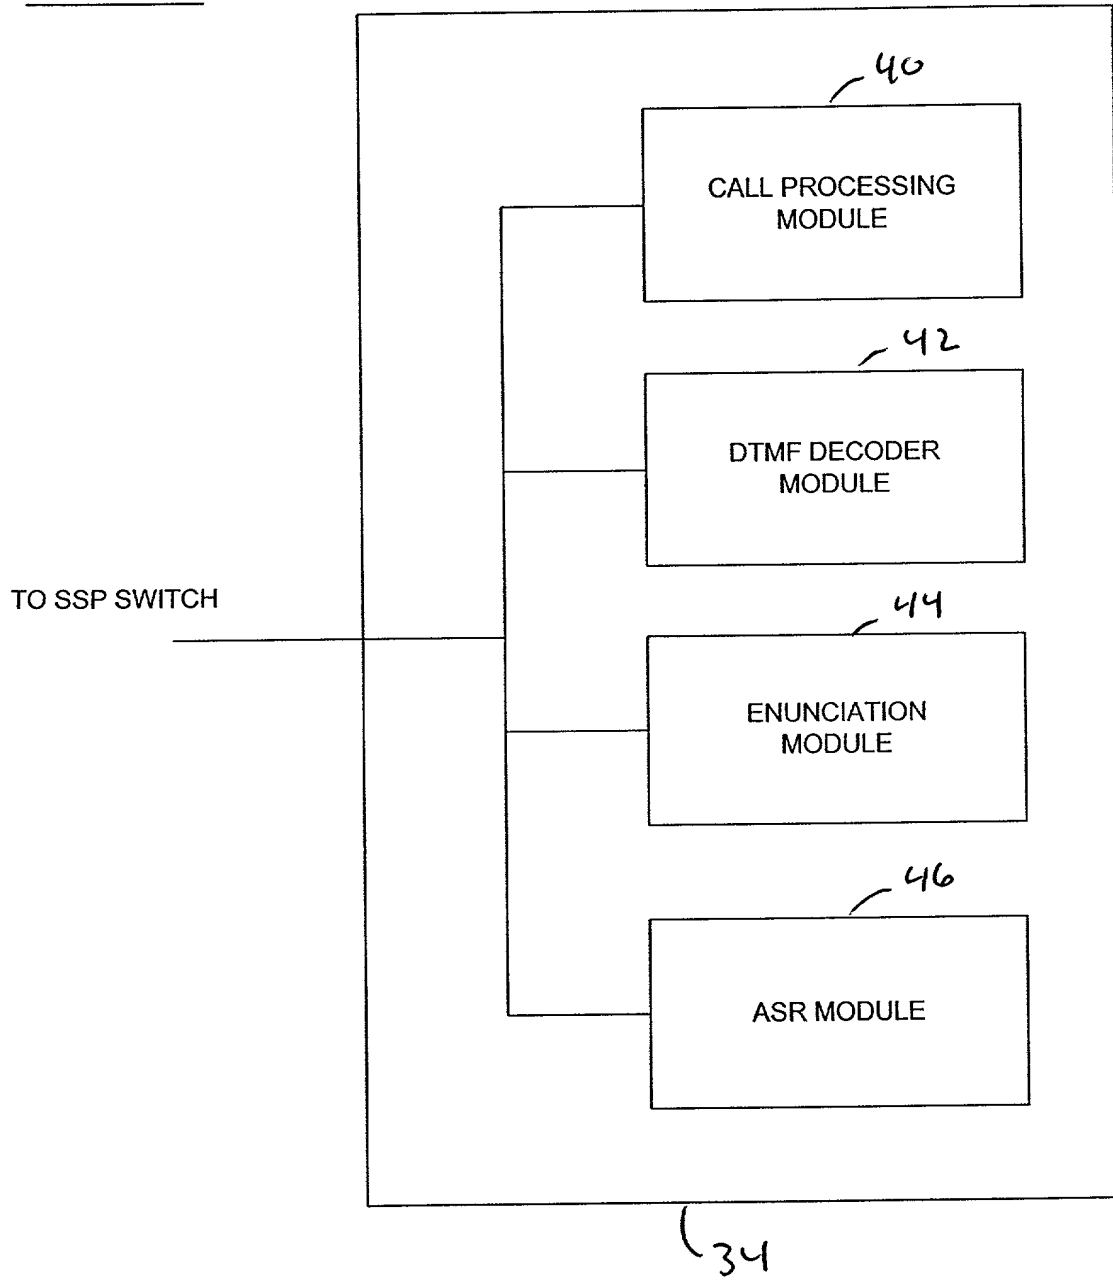 40
CALL PROCESSING
MODULE
42
DTMF DECODER
MODULE
TO SSP SWITCH
44
ENUNCIATION
MODULE
46
ASR MODULE
34